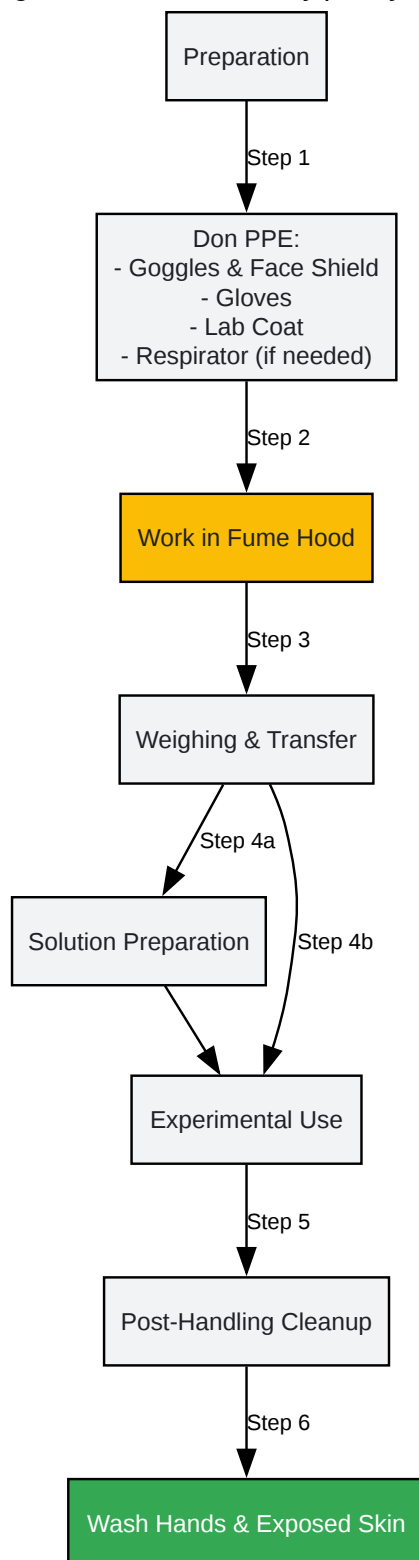 Preparation
Step 1
Don PPE:
- Goggles & Face Shield
- Gloves
- Lab Coat
- Respirator (if needed)
Step 2
Work in Fume Hood
Step 3
Weighing & Transfer
Step 4a
Solution Preparation
Step 4b
Experimental Use
Step 5
Post-Handling Cleanup
Step 6
Wash Hands & Exposed Skin